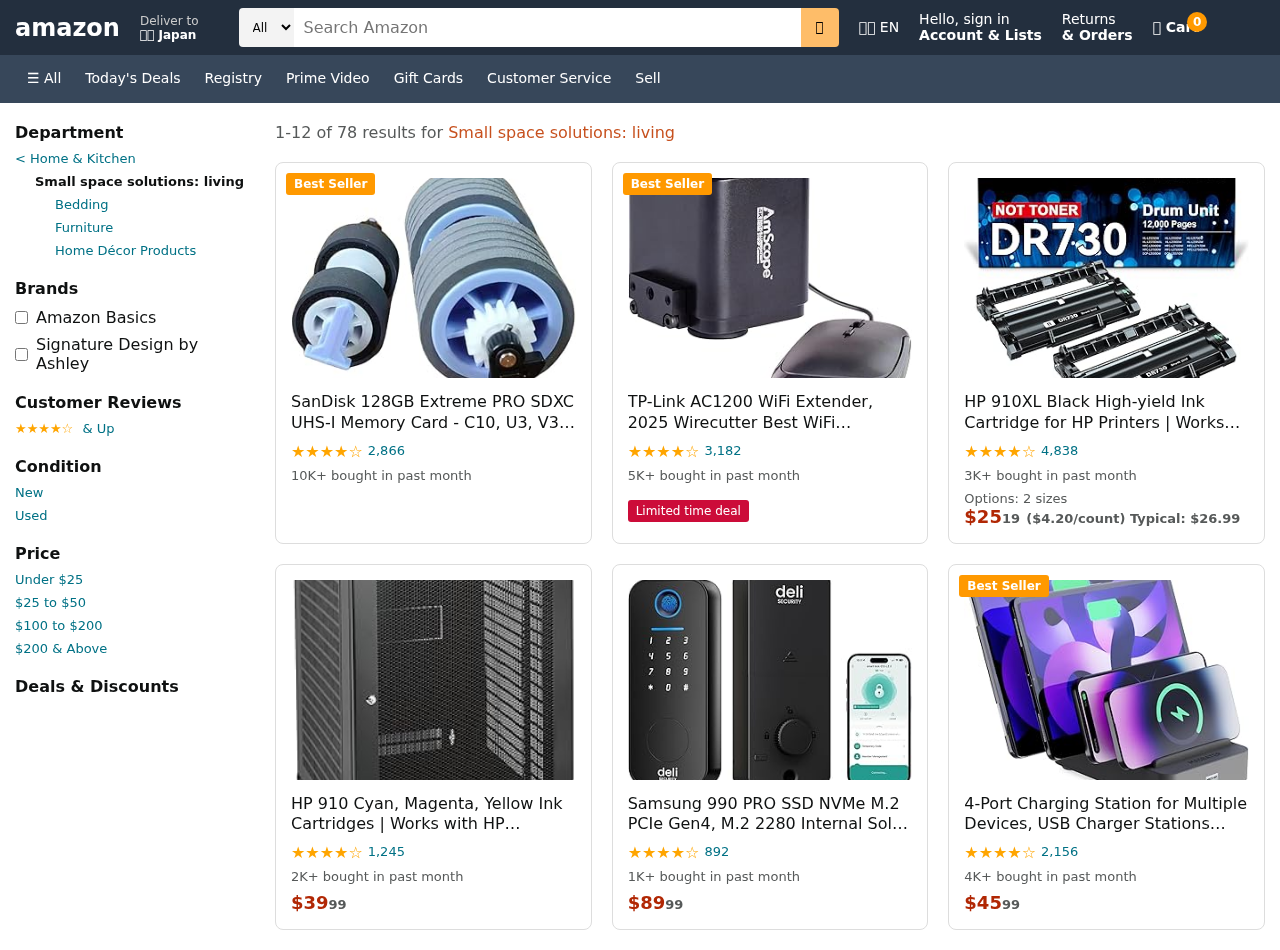 amazon
Deliver to
Japan
All
Search Amazon
EN
Hello, sign in
Account & Lists
Returns
& Orders
0
☰ All
Today's Deals
Registry
Prime Video
Gift Cards
Customer Service
Sell
Department
< Home & Kitchen
Small space solutions: living
Bedding
Furniture
Home Décor Products
Brands
Amazon Basics
Signature Design by
Ashley
Customer Reviews
★★★★☆ & Up
Condition
New
Used
Price
Under $25
$25 to $50
$100 to $200
$200 & Above
Deals & Discounts
1-12 of 78 results for Small space solutions: living
Best Seller
SanDisk 128GB Extreme PRO SDXC
UHS-I Memory Card - C10, U3, V3…
★★★★☆ 2,866
10K+ bought in past month
Best Seller
AmScope
TP-Link AC1200 WiFi Extender,
2025 Wirecutter Best WiFi…
★★★★☆ 3,182
5K+ bought in past month
Limited time deal
NOT TONER
DR730
Drum Unit
12,000 Pages
DR730
DR730
HP 910XL Black High-yield Ink
Cartridge for HP Printers | Works…
★★★★☆ 4,838
3K+ bought in past month
Options: 2 sizes
$25 19 ($4.20/count) Typical: $26.99
HP 910 Cyan, Magenta, Yellow Ink
Cartridges | Works with HP…
★★★★☆ 1,245
2K+ bought in past month
$39 99
deli
SECURITY
1 2 3
4 5 6
7 8 9
* 0 #
deli
SECURITY
Samsung 990 PRO SSD NVMe M.2
PCIe Gen4, M.2 2280 Internal Sol…
★★★★☆ 892
1K+ bought in past month
$89 99
Best Seller
4-Port Charging Station for Multiple
Devices, USB Charger Stations…
★★★★☆ 2,156
4K+ bought in past month
$45 99